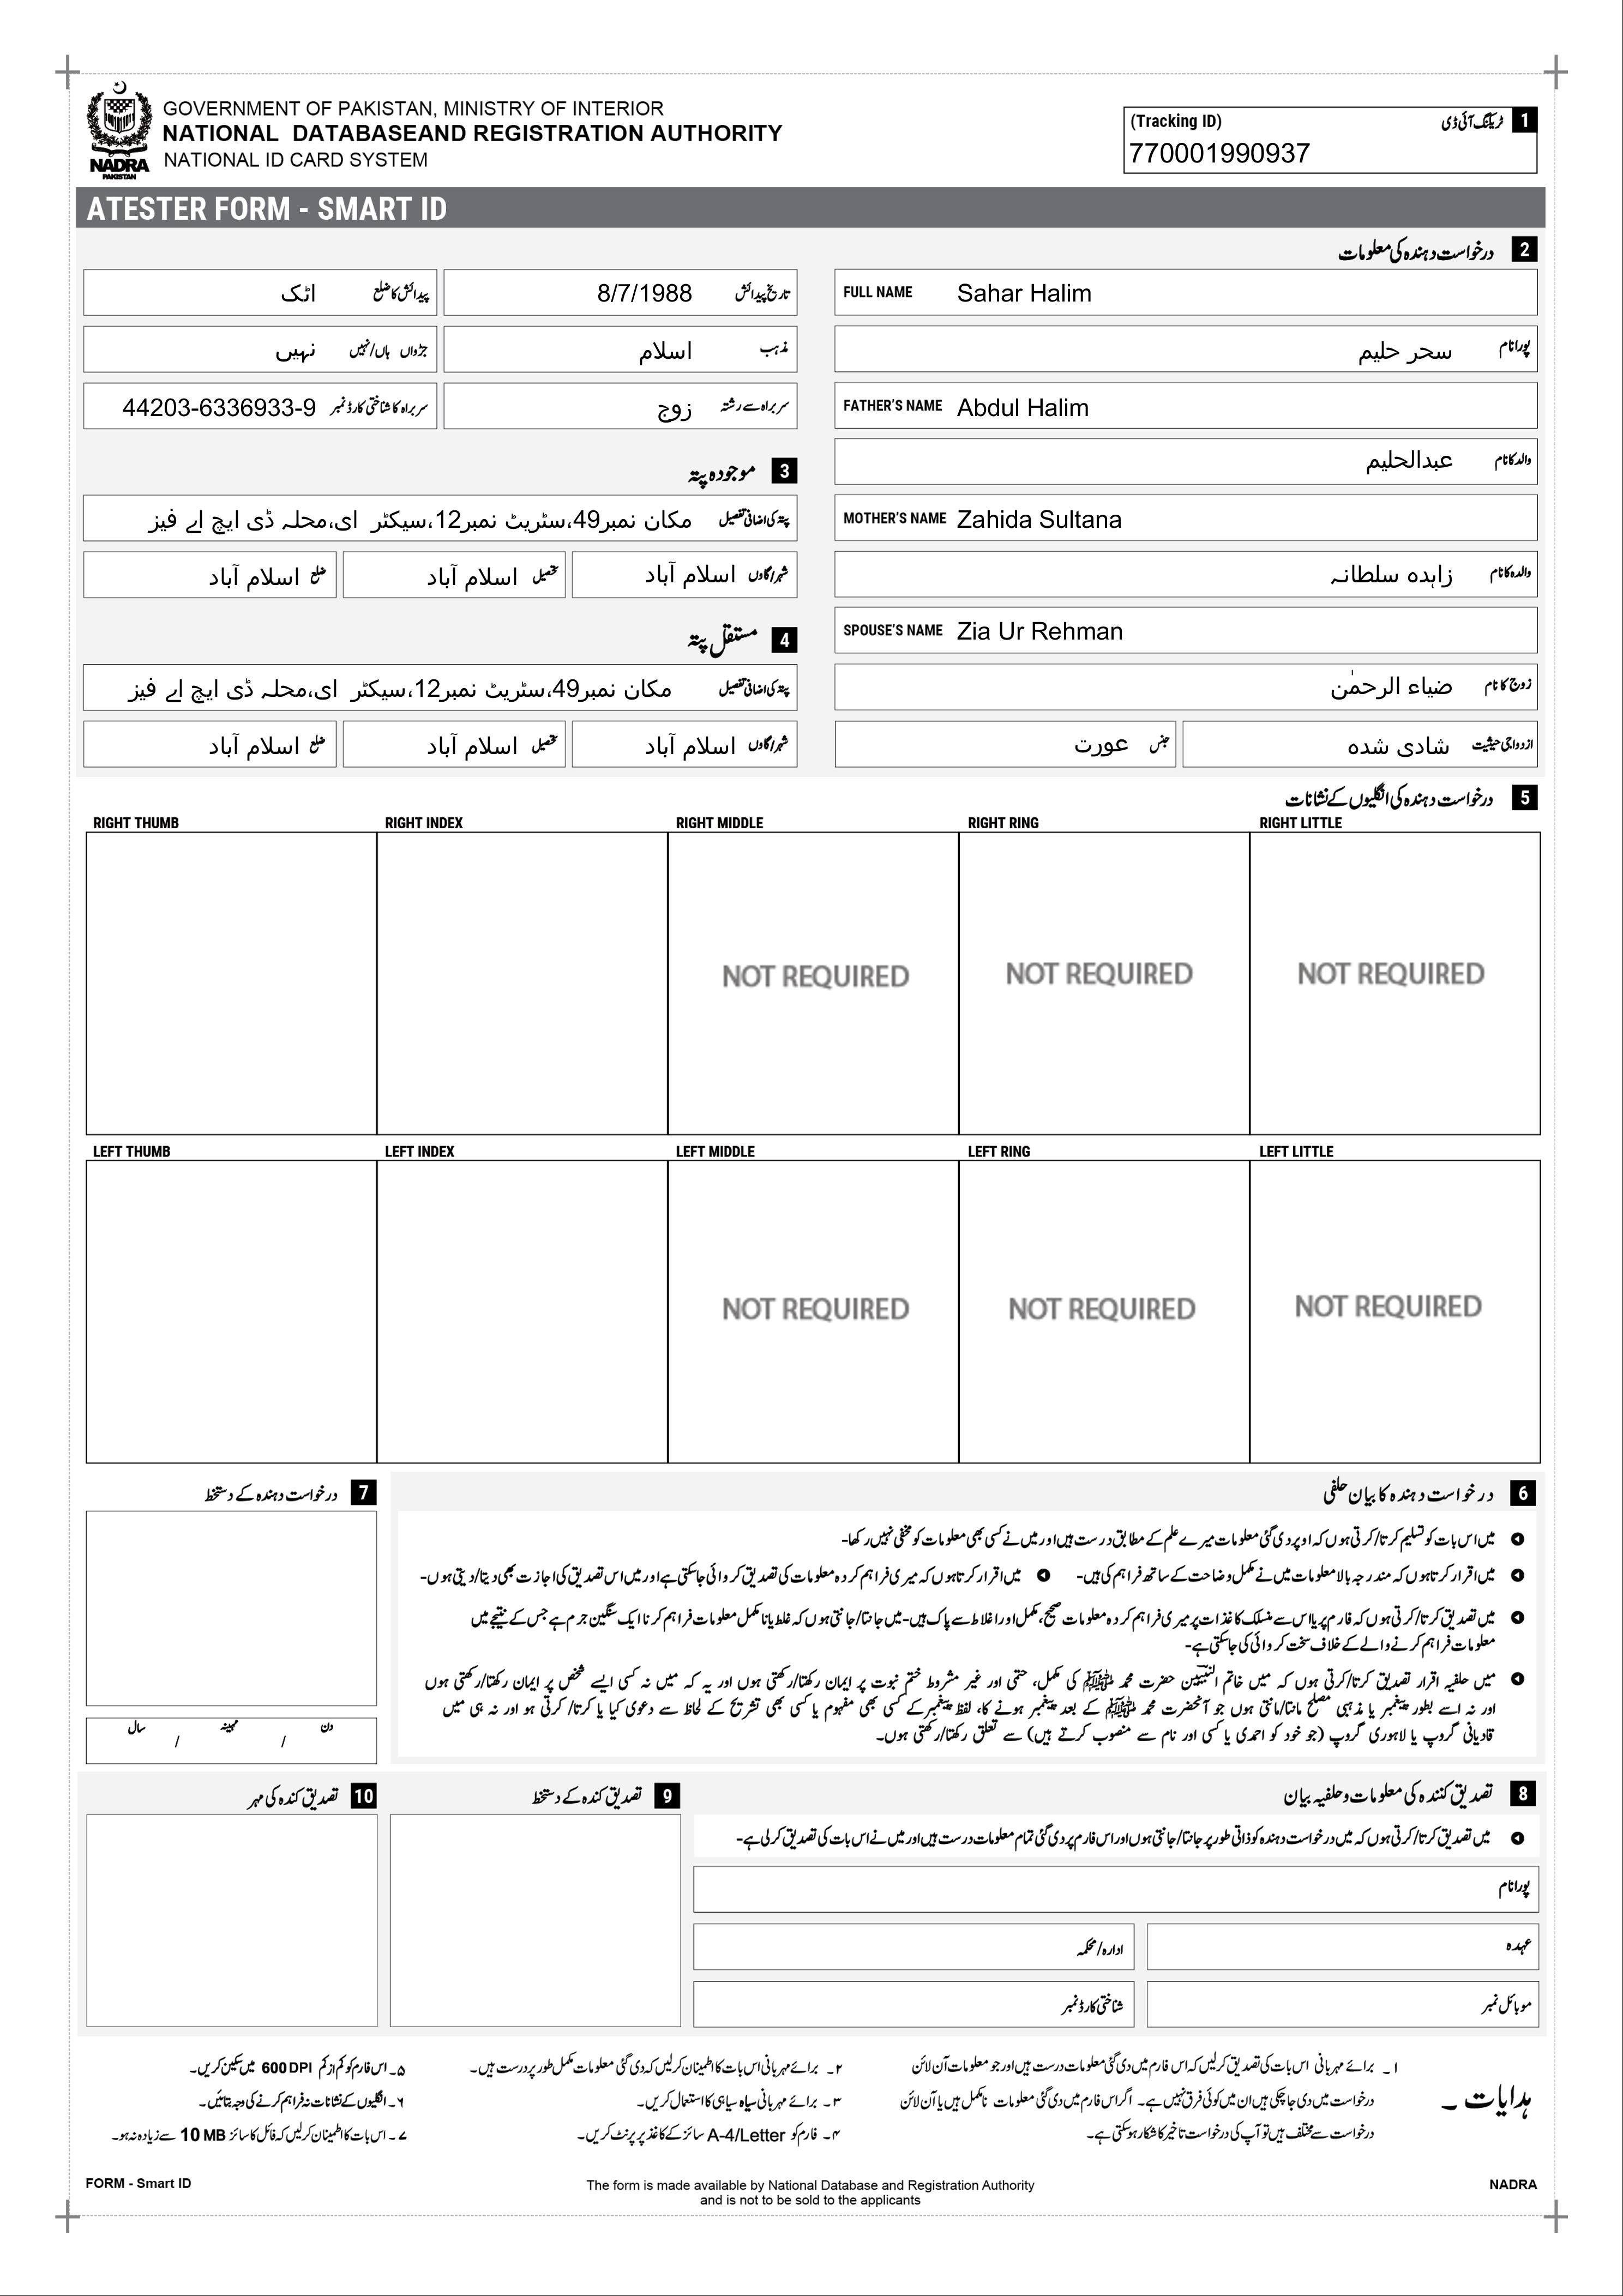 GOVERNMENT OF PAKISTAN, MINISTRY OF INTERIOR
NATIONAL DATABASEAND REGISTRATION AUTHORITY
NATIONAL ID CARD SYSTEM
NADRA
PAKISTAN
(Tracking ID) ٹریکنگ آئی ڈی 1
770001990937
ATESTER FORM - SMART ID
2 درخواست دہندہ کی معلومات
FULL NAME Sahar Halim
پورا نام سحر حلیم
FATHER'S NAME Abdul Halim
والد کا نام عبدالحلیم
MOTHER'S NAME Zahida Sultana
والدہ کا نام زاہدہ سلطانہ
SPOUSE'S NAME Zia Ur Rehman
زوج کا نام ضیاء الرحمٰن
ازدواجی حیثیت شادی شدہ
جنس عورت
تاریخ پیدائش 8/7/1988
پیدائش کا ضلع اٹک
مذہب اسلام
جڑواں ہاں/نہیں نہیں
سربراہ سے رشتہ زوج
سربراہ کا شناختی کارڈ نمبر 44203-6336933-9
3 موجودہ پتہ
پتہ کی اضافی تفصیل مکان نمبر49،سٹریٹ نمبر12،سیکٹر ای،محلہ ڈی ایچ اے فیز
شہر/گاوں اسلام آباد
تحصیل اسلام آباد
ضلع اسلام آباد
4 مستقل پتہ
پتہ کی اضافی تفصیل مکان نمبر49،سٹریٹ نمبر12،سیکٹر ای،محلہ ڈی ایچ اے فیز
شہر/گاوں اسلام آباد
تحصیل اسلام آباد
ضلع اسلام آباد
5 درخواست دہندہ کی انگلیوں کے نشانات
RIGHT THUMB RIGHT INDEX RIGHT MIDDLE RIGHT RING RIGHT LITTLE
NOT REQUIRED NOT REQUIRED NOT REQUIRED
LEFT THUMB LEFT INDEX LEFT MIDDLE LEFT RING LEFT LITTLE
NOT REQUIRED NOT REQUIRED NOT REQUIRED
6 درخواست دہندہ کا بیان حلفی
میں اس بات کو تسلیم کرتا/کرتی ہوں کہ اوپر دی گئی معلومات میرے علم کے مطابق درست ہیں اور میں نے کسی بھی معلومات کو مخفی نہیں رکھا-
میں اقرار کرتا ہوں کہ مندرجہ بالا معلومات میں نے مکمل وضاحت کے ساتھ فراہم کی ہیں- میں اقرار کرتا ہوں کہ میری فراہم کردہ معلومات کی تصدیق کروائی جاسکتی ہے اور میں اس تصدیق کی اجازت بھی دیتا/دیتی ہوں-
میں تصدیق کرتا/کرتی ہوں کہ فارم پر یا اس سے منسلک کاغذات پر میری فراہم کردہ معلومات صحیح، مکمل اور اغلاط سے پاک ہیں- میں جانتا/جانتی ہوں کہ غلط یا نامکمل معلومات فراہم کرنا ایک سنگین جرم ہے جس کے نتیجے میں
معلومات فراہم کرنے والے کے خلاف سخت کروائی کی جاسکتی ہے-
میں حلفیہ اقرار تصدیق کرتا/کرتی ہوں کہ میں خاتم النبیین حضرت محمد ﷺ کی مکمل، حتمی اور غیر مشروط ختم نبوت پر ایمان رکھتا/رکھتی ہوں اور یہ کہ میں نہ کسی ایسے شخص پر ایمان رکھتا/رکھتی ہوں
اور نہ اسے بطور پیغمبر یا مذہبی مصلح مانتا/مانتی ہوں جو آنحضرت محمد ﷺ کے بعد پیغمبر ہونے کا، لفظ پیغمبر کے کسی بھی مفہوم یا کسی بھی تشریح کے لحاظ سے دعوی کیا یا کرتا/کرتی ہو اور نہ ہی میں
قادیانی گروپ یا لاہوری گروپ (جو خود کو احمدی یا کسی اور نام سے منصوب کرتے ہیں) سے تعلق رکھتا/رکھتی ہوں۔
7 درخواست دہندہ کے دستخط
دن / مہینہ / سال
8 تصدیق کنندہ کی معلومات و حلفیہ بیان
میں تصدیق کرتا/کرتی ہوں کہ میں درخواست دہندہ کو ذاتی طور پر جانتا/جانتی ہوں اور اس فارم پر دی گئی تمام معلومات درست ہیں اور میں نے اس بات کی تصدیق کرلی ہے-
پورا نام
عہدہ
ادارہ/محکمہ
موبائل نمبر
شناختی کارڈ نمبر
9 تصدیق کندہ کے دستخط
10 تصدیق کندہ کی مہر
ہدایات ۔
۱ ۔ برائے مہربانی اس بات کی تصدیق کرلیں کہ اس فارم میں دی گئی معلومات درست ہیں اور جو معلومات آن لائن
درخواست میں دی جاچکی ہیں ان میں کوئی فرق نہیں ہے۔ اگر اس فارم میں دی گئی معلومات نامکمل ہیں یا آن لائن
درخواست سے مختلف ہیں تو آپ کی درخواست تاخیر کا شکار ہوسکتی ہے۔
۲۔ برائے مہربانی اس بات کا اطمینان کرلیں کہ دی گئی معلومات مکمل طور پر درست ہیں۔
۳۔ برائے مہربانی سیاہ سیاہی کا استعمال کریں۔
۴۔ فارم کو A-4/Letter سائز کے کاغذ پر پرنٹ کریں۔
۵۔ اس فارم کو کم از کم 600 DPI میں سکین کریں۔
۶۔ انگلیوں کے نشانات نہ فراہم کرنے کی وجہ بتائیں۔
۷ ۔ اس بات کا اطمینان کرلیں کہ فائل کا سائز 10 MB سے زیادہ نہ ہو۔
FORM - Smart ID
The form is made available by National Database and Registration Authority
and is not to be sold to the applicants
NADRA